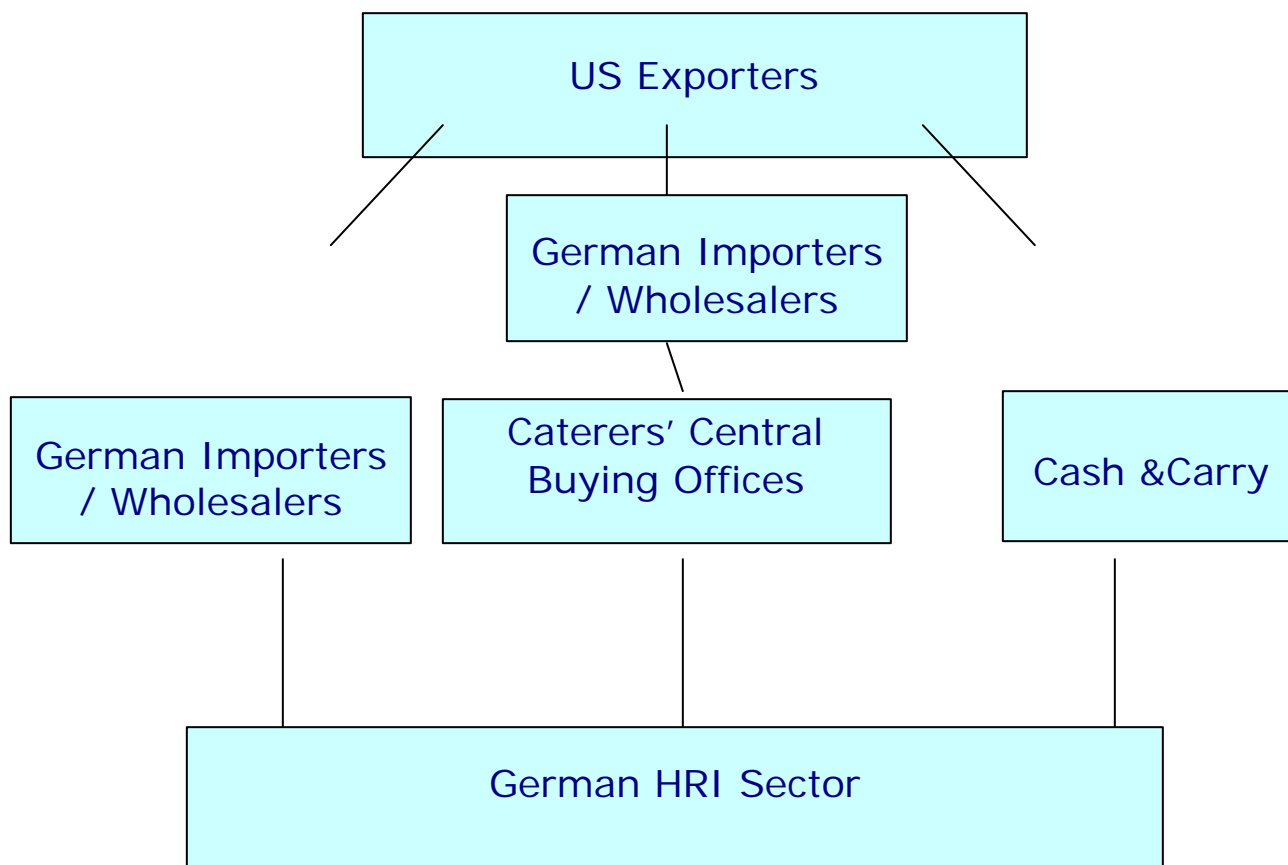 US Exporters
German Importers
/ Wholesalers
German Importers
/ Wholesalers
Caterers’ Central
Buying Offices
Cash &Carry
German HRI Sector